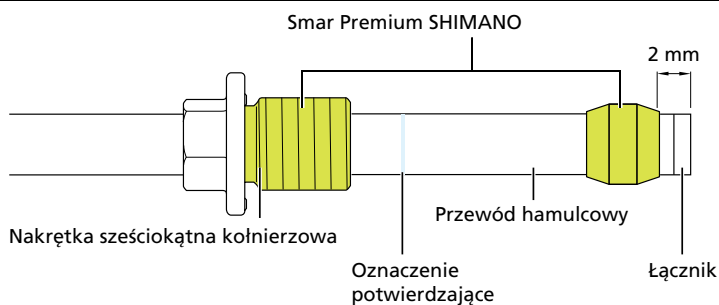 Smar Premium SHIMANO
2 mm
Nakrętka sześciokątna kołnierzowa
Przewód hamulcowy
Oznaczenie
potwierdzające
Łącznik